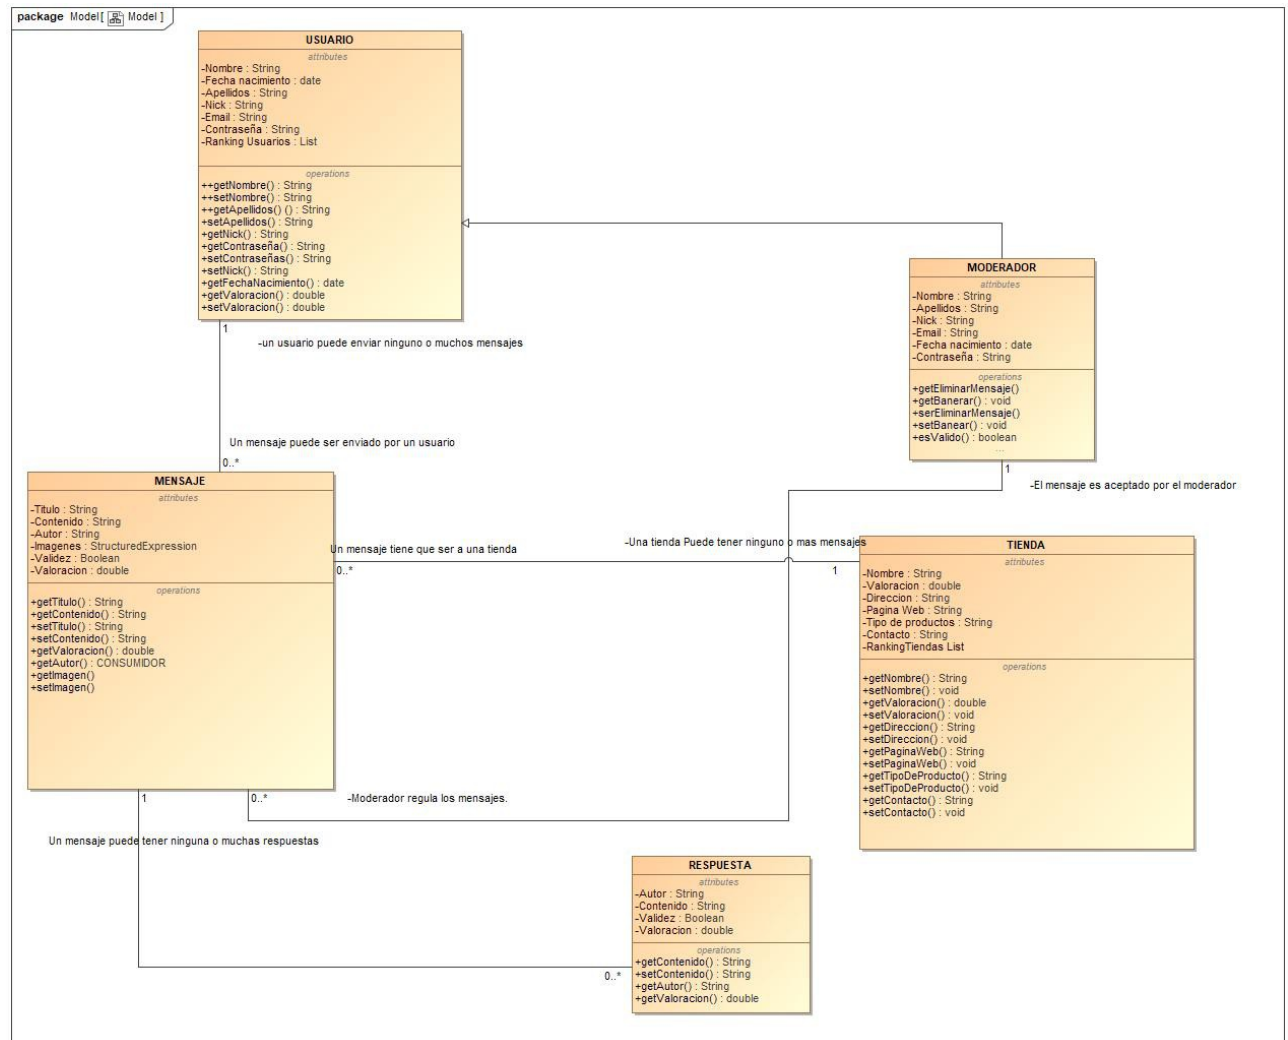 package Model[ Model ]
USUARIO
attributes
-Nombre : String
-Fecha nacimiento : date
-Apellidos : String
-Nick : String
-Email : String
-Contraseña : String
-Ranking Usuarios : List
operations
++getNombre() : String
++setNombre() : String
++getApellidos() () : String
+setApellidos() : String
+getNick() : String
+getContraseña() : String
+setContraseñas() : String
+setNick() : String
+getFechaNacimiento() : date
+getValoracion() : double
+setValoracion() : double
MODERADOR
attributes
-Nombre : String
-Apellidos : String
-Nick : String
-Email : String
-Fecha nacimiento : date
-Contraseña : String
operations
+getEliminarMensaje()
+getBanerar() : void
+serEliminarMensaje()
+setBanear() : void
+esValido() : boolean
...
1
-un usuario puede enviar ninguno o muchos mensajes
Un mensaje puede ser enviado por un usuario
0..*
1
-El mensaje es aceptado por el moderador
MENSAJE
attributes
-Titulo : String
-Contenido : String
-Autor : String
-Imagenes : StructuredExpression
-Validez : Boolean
-Valoracion : double
operations
+getTitulo() : String
+getContenido() : String
+setTitulo() : String
+setContenido() : String
+getValoracion() : double
+getAutor() : CONSUMIDOR
+getImagen()
+setImagen()
Un mensaje tiene que ser a una tienda
0..*
-Una tienda Puede tener ninguno o mas mensajes
1
TIENDA
attributes
-Nombre : String
-Valoracion : double
-Direccion : String
-Pagina Web : String
-Tipo de productos : String
-Contacto : String
-RankingTiendas List
operations
+getNombre() : String
+setNombre() : void
+getValoracion() : double
+setValoracion() : void
+getDireccion() : String
+setDireccion() : void
+getPaginaWeb() : String
+setPaginaWeb() : void
+getTipoDeProducto() : String
+setTipoDeProducto() : void
+getContacto() : String
+setContacto() : void
1
0..*
-Moderador regula los mensajes.
Un mensaje puede tener ninguna o muchas respuestas
RESPUESTA
attributes
-Autor : String
-Contenido : String
-Validez : Boolean
-Valoracion : double
operations
+getContenido() : String
+setContenido() : String
+getAutor() : String
+getValoracion() : double
0..*